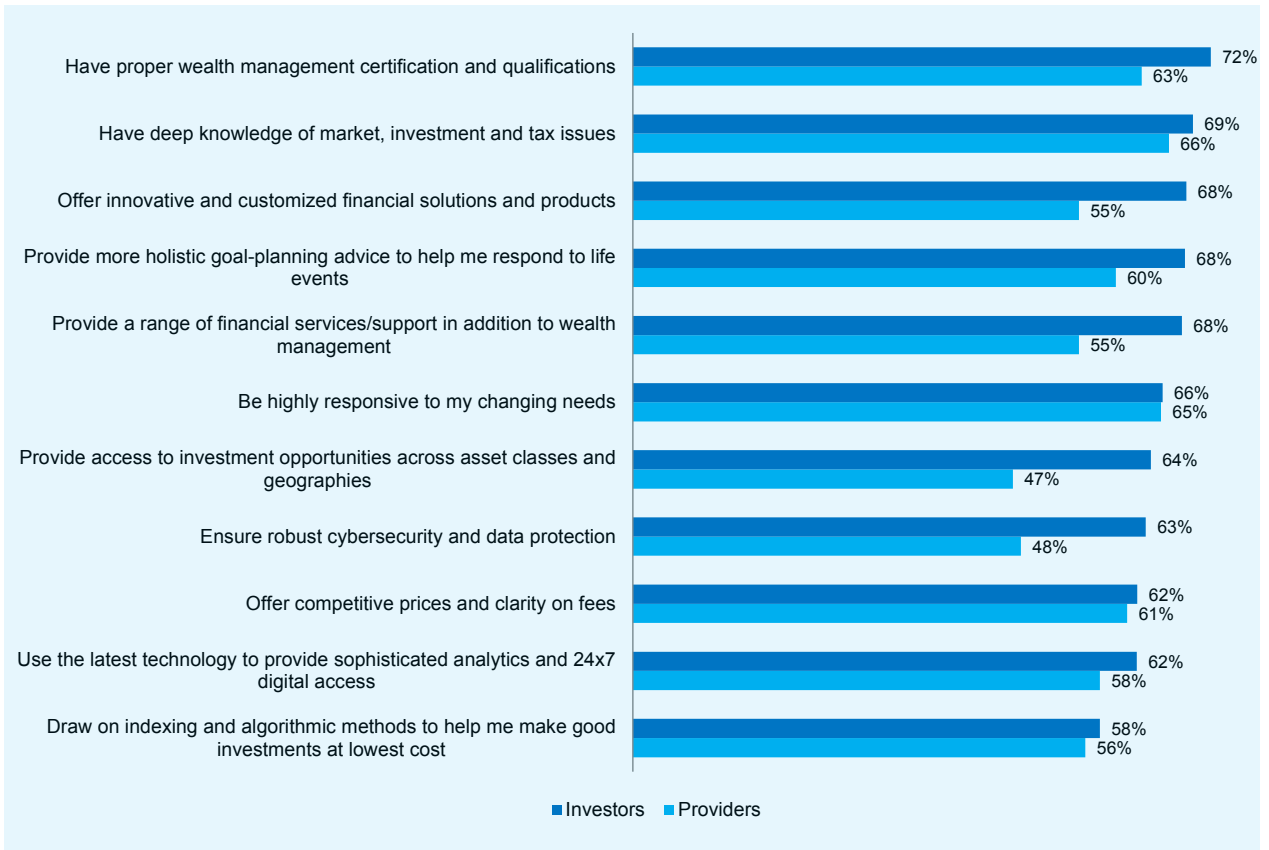 Have proper wealth management certification and qualifications
72%
63%
Have deep knowledge of market, investment and tax issues
69%
66%
Offer innovative and customized financial solutions and products
68%
55%
Provide more holistic goal-planning advice to help me respond to life
events
68%
60%
Provide a range of financial services/support in addition to wealth
management
68%
55%
Be highly responsive to my changing needs
66%
65%
Provide access to investment opportunities across asset classes and
geographies
64%
47%
Ensure robust cybersecurity and data protection
63%
48%
Offer competitive prices and clarity on fees
62%
61%
Use the latest technology to provide sophisticated analytics and 24x7
digital access
62%
58%
Draw on indexing and algorithmic methods to help me make good
investments at lowest cost
58%
56%
Investors Providers